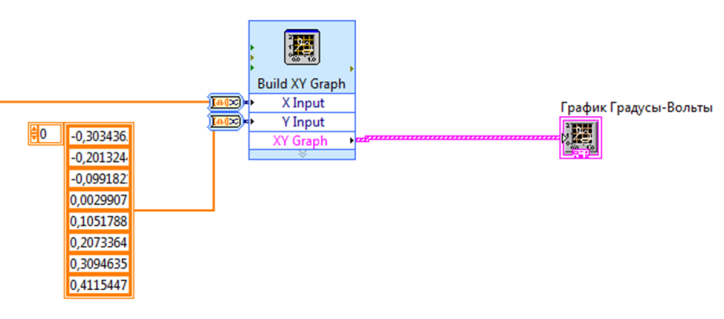 Build XY Graph
X Input
Y Input
XY Graph
График Градусы-Вольты
0
-0,303436
-0,201324
-0,099182
0,0029907
0,1051788
0,2073364
0,3094635
0,4115447